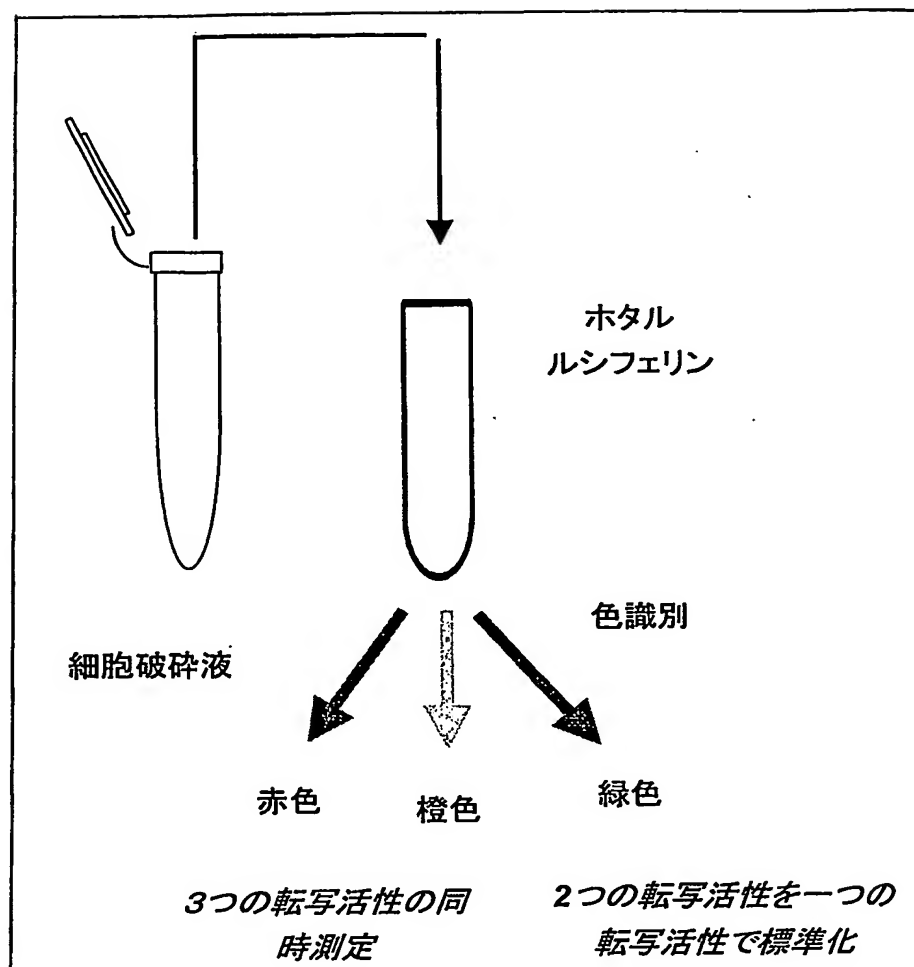 ホタル
ルシフェリン
色識別
細胞破砕液
赤色
橙色
緑色
3つの転写活性の同
時測定
2つの転写活性を一つの
転写活性で標準化